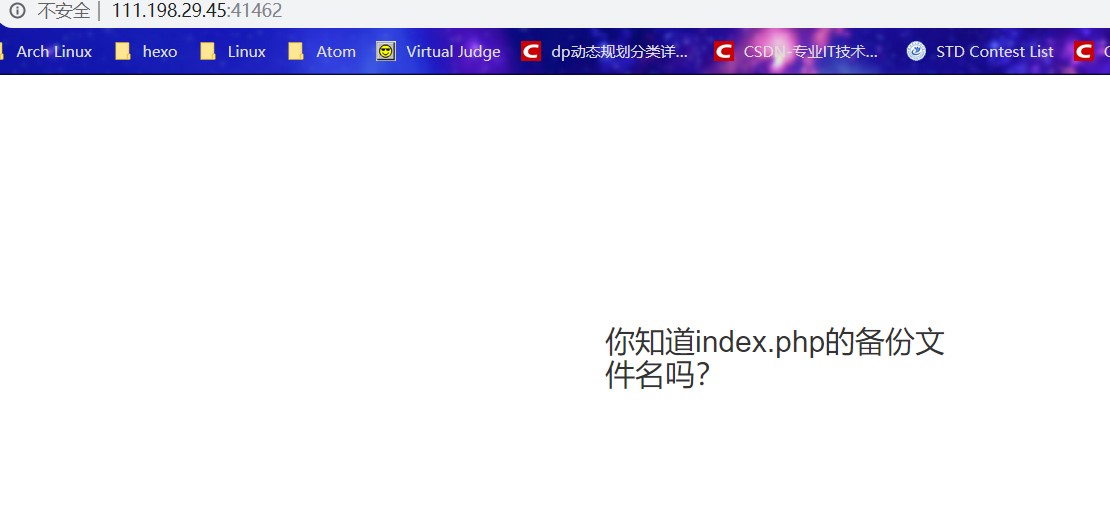 不安全 | 111.198.29.45:41462
Arch Linux hexo Linux Atom Virtual Judge dp动态规划分类详... CSDN-专业IT技术... STD Contest List
你知道index.php的备份文
件名吗?